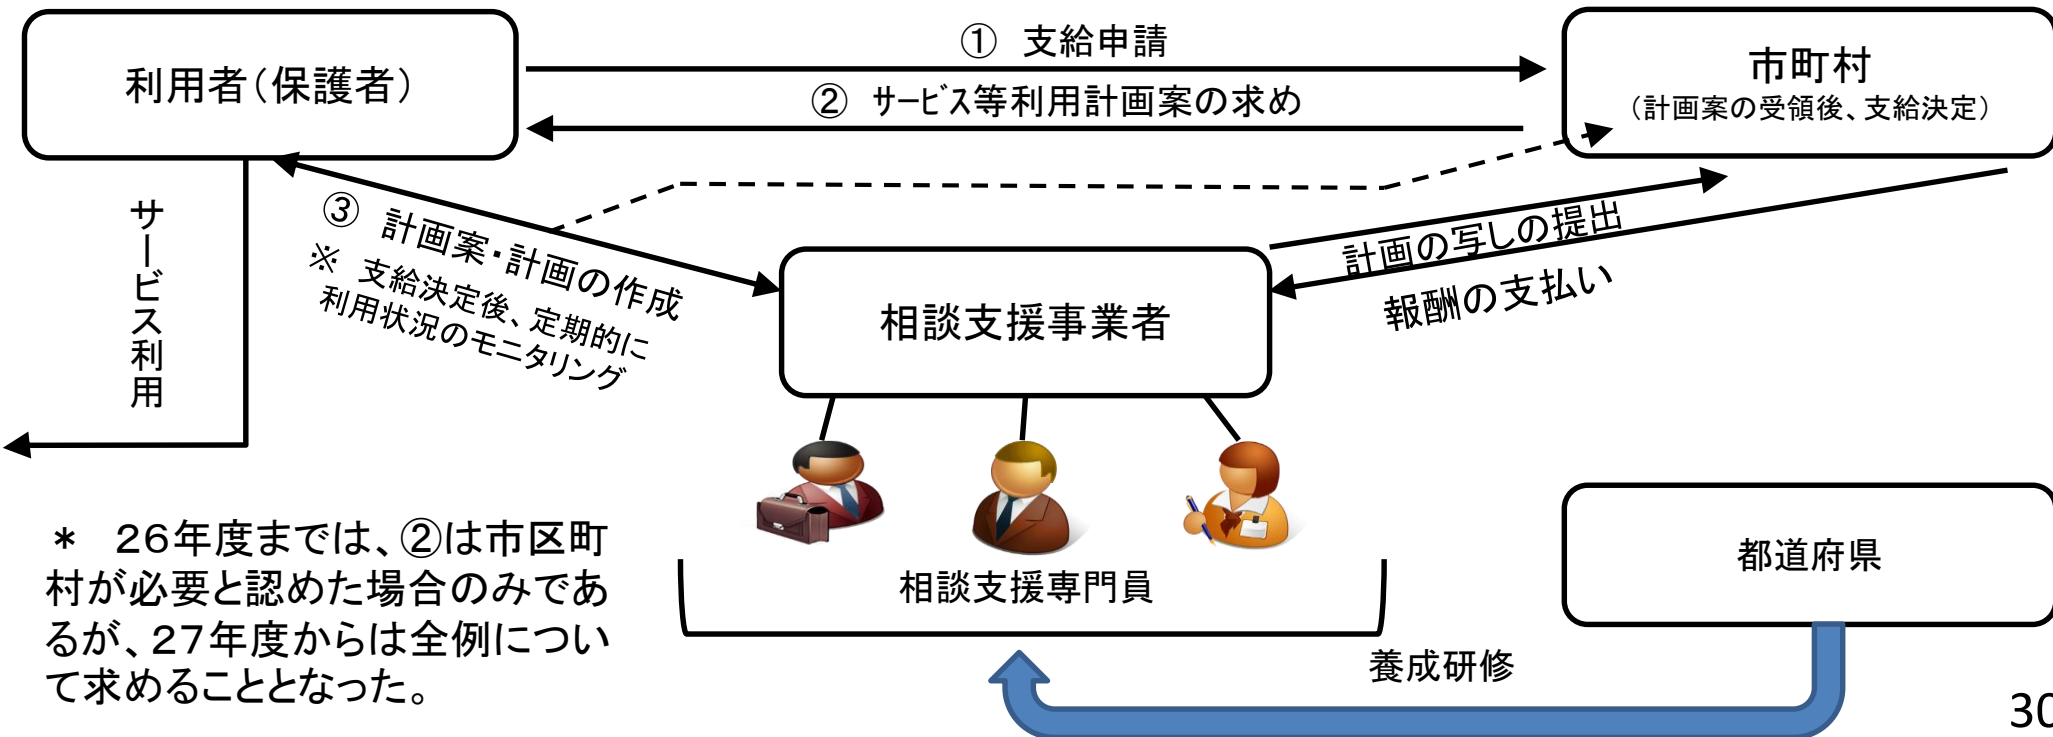 利用者（保護者）
① 支給申請
② サービス等利用計画案の求め
市町村
（計画案の受領後、支給決定）
サービス利用
③ 計画案・計画の作成
※ 支給決定後、定期的に
利用状況のモニタリング
計画の写しの提出
報酬の支払い
相談支援事業者
相談支援専門員
＊ 26年度までは、②は市区町
村が必要と認めた場合のみであ
るが、27年度からは全例につい
て求めることとなった。
都道府県
養成研修
30